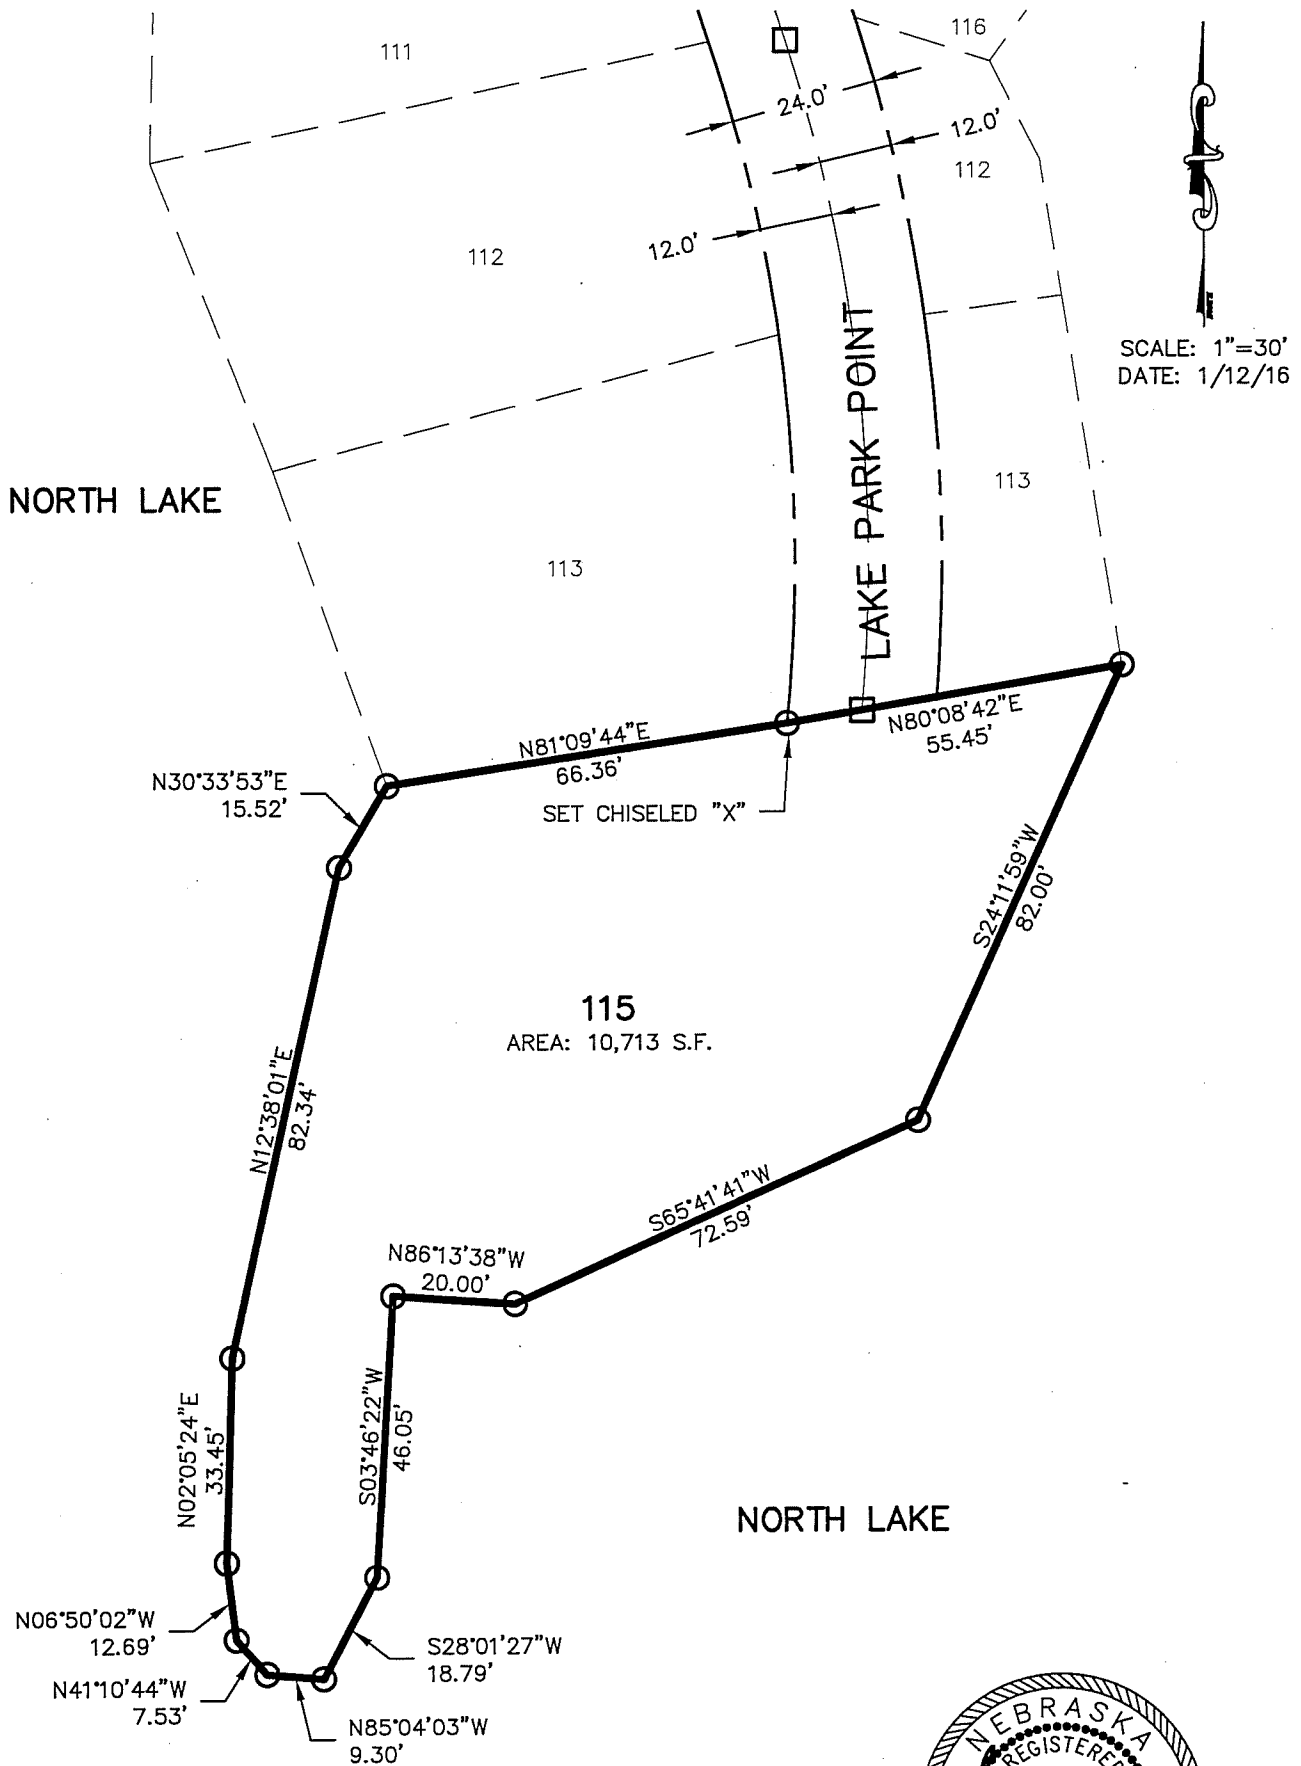 111
116
24.0'
12.0'
112
12.0'
112
SCALE: 1"=30'
DATE: 1/12/16
LAKE PARK POINT
NORTH LAKE
113
113
N81°09'44"E
66.36'
N80°08'42"E
55.45'
N30°33'53"E
15.52'
SET CHISELED "X"
S24°11'59"W
82.00'
115
AREA: 10,713 S.F.
N12°38'01"E
82.34'
S65°41'41"W
72.59'
N86°13'38"W
20.00'
N02°05'24"E
33.45'
S03°46'22"W
46.05'
NORTH LAKE
N06°50'02"W
12.69'
S28°01'27"W
18.79'
N41°10'44"W
7.53'
N85°04'03"W
9.30'
NEBRASKA
REGISTERED